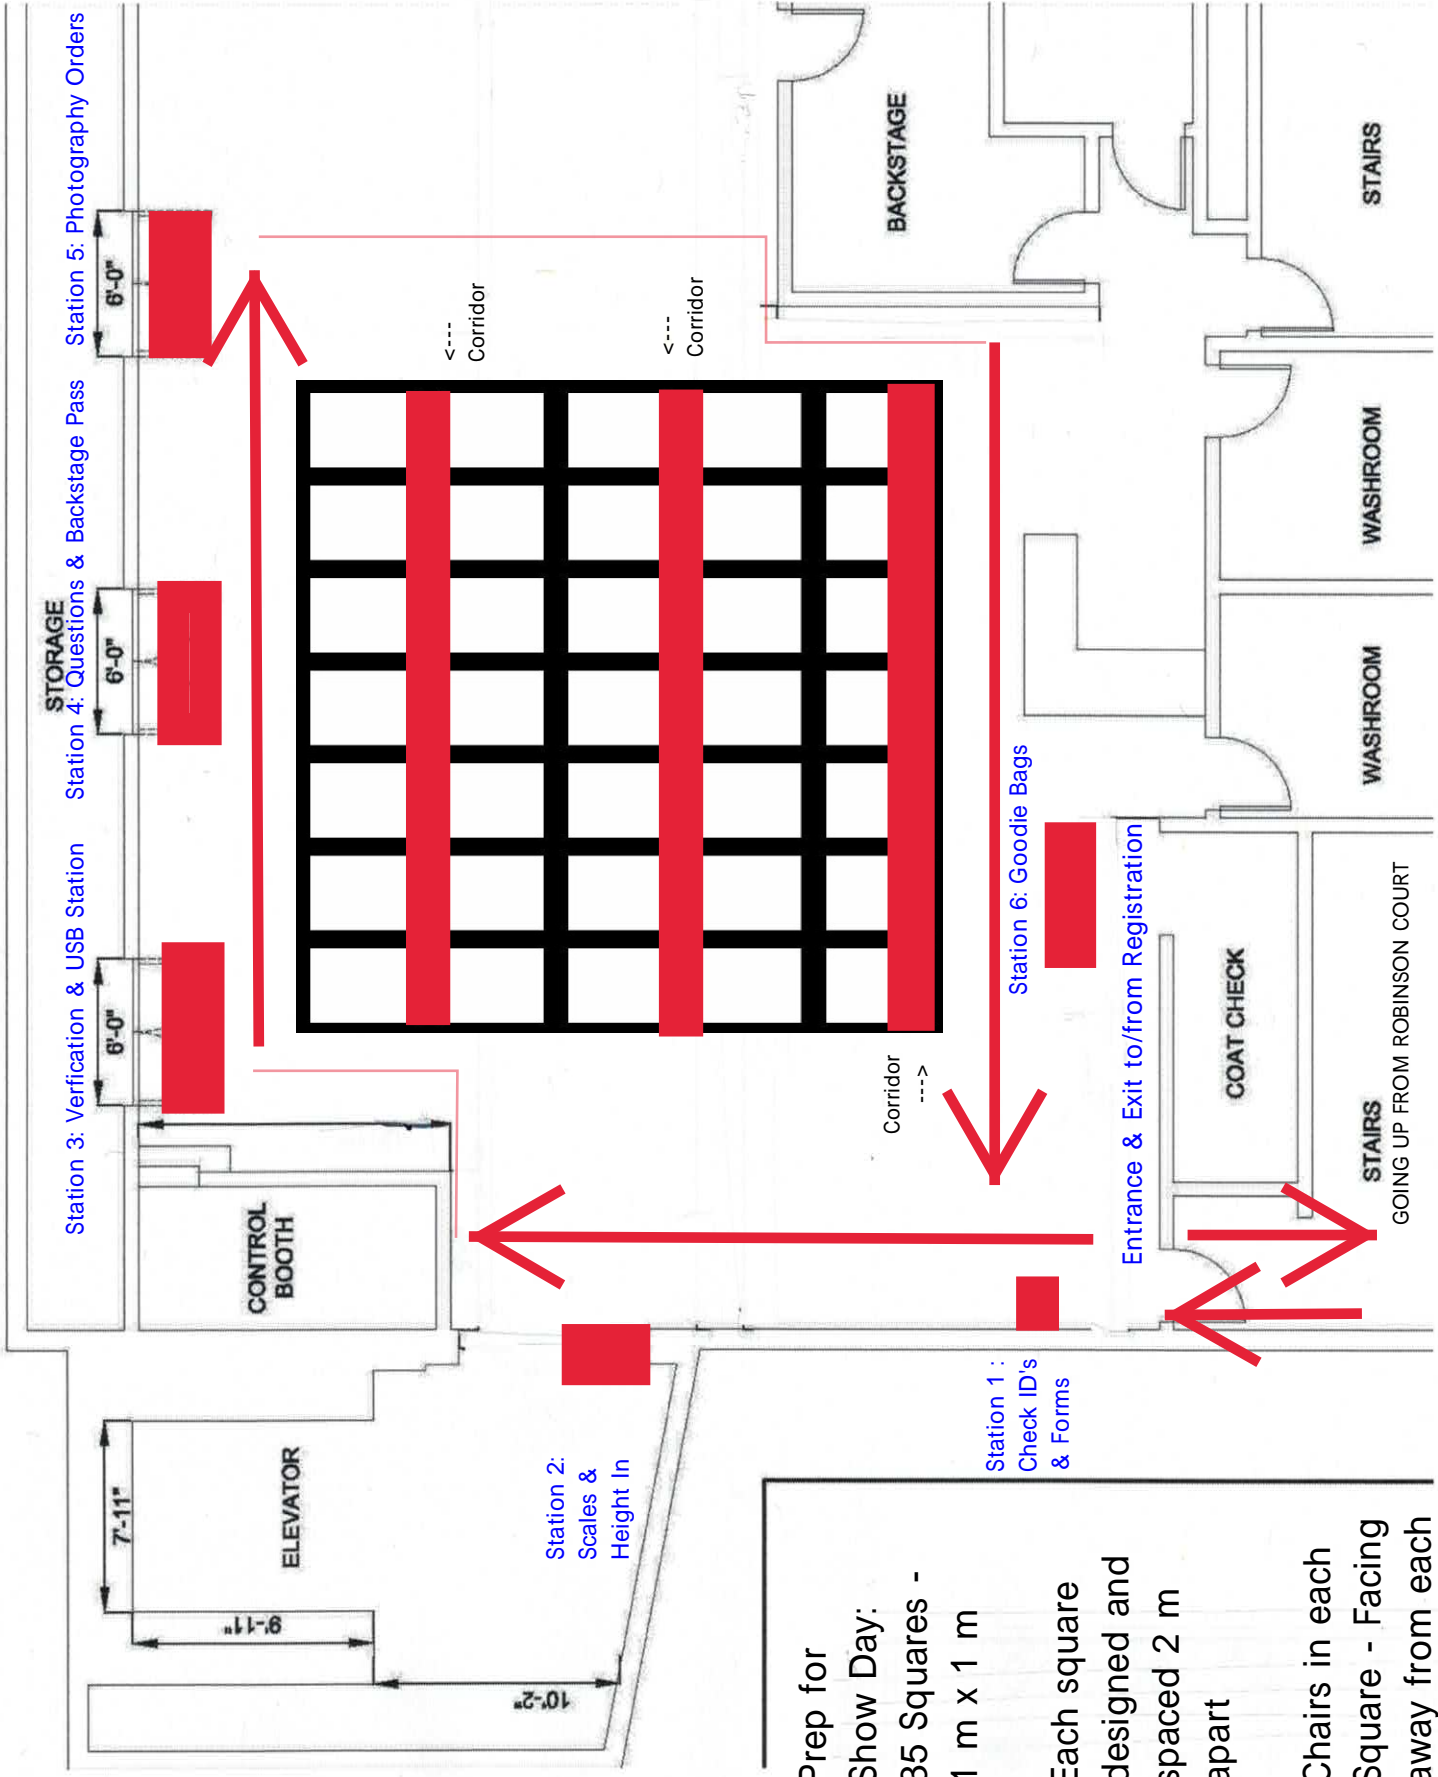 STORAGE
Station 3: Verfication & USB Station
Station 4: Questions & Backstage Pass
Station 5: Photography Orders
7'-11"
6'-0"
6'-0"
6'-0"
9'-11"
ELEVATOR
CONTROL
BOOTH
10'-2"
<---
Corridor
<---
Corridor
Station 2:
Scales &
Height In
Corridor
--->
BACKSTAGE
Station 1 :
Check ID's
& Forms
Station 6: Goodie Bags
Entrance & Exit to/from Registration
COAT CHECK
STAIRS
GOING UP FROM ROBINSON COURT
WASHROOM
WASHROOM
STAIRS
Prep for
Show Day:
35 Squares -
1 m x 1 m
Each square
designed and
spaced 2 m
apart
Chairs in each
Square - Facing
away from each